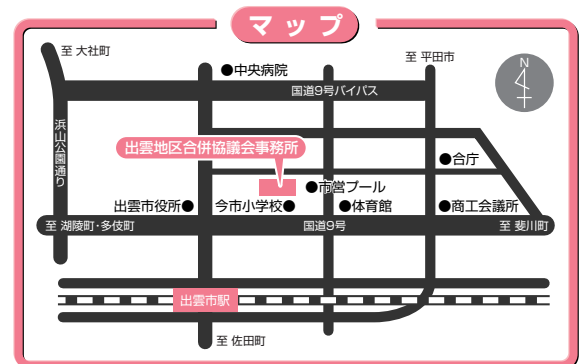 マップ
至 大社町
至 平田市
N
●中央病院
国道9号バイパス
浜山公園通り
出雲地区合併協議会事務所
●合庁
●市営プール
出雲市役所●
今市小学校●
●体育館
●商工会議所
至 湖陵町・多伎町
国道9号
至 斐川町
出雲市駅
至 佐田町